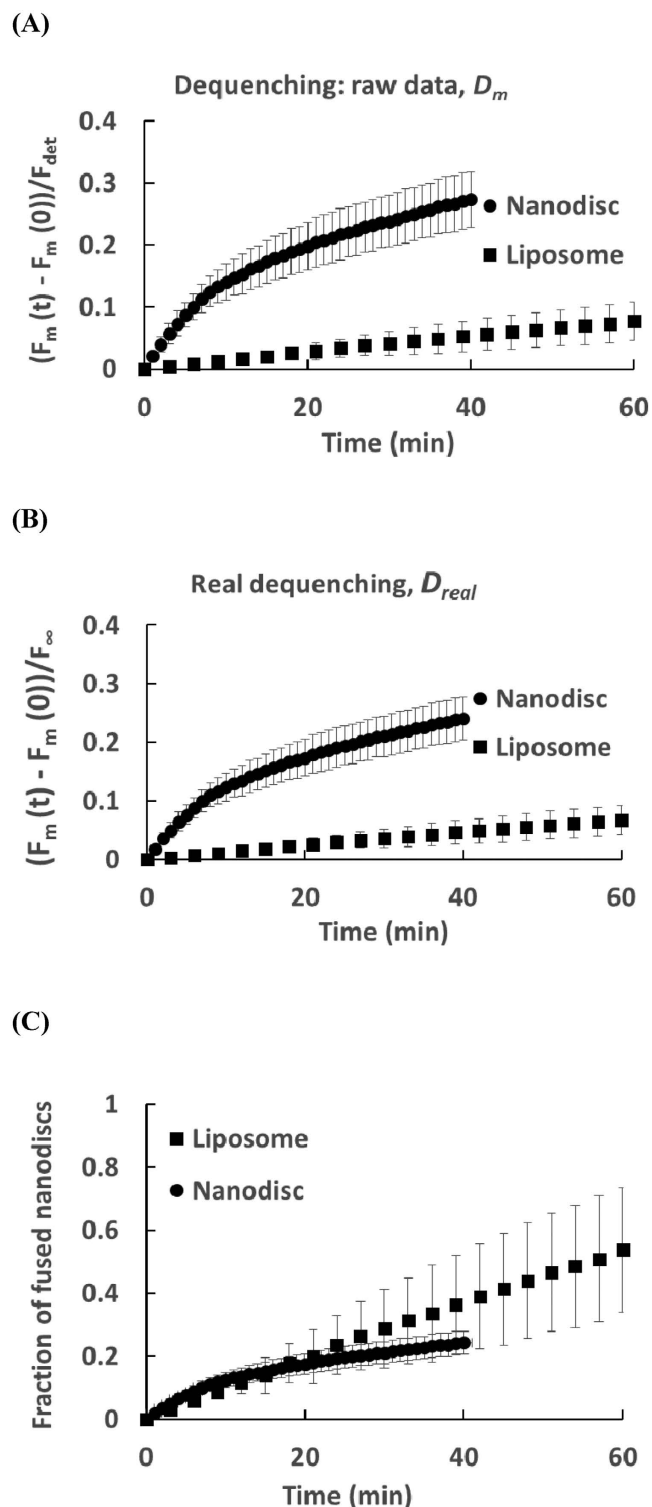 (A)
Dequenching: raw data, Dₘ
(Fₘ (t) - Fₘ (0))/F_det
0.4
0.3
0.2
0.1
0
Nanodisc
Liposome
0 20 40 60
Time (min)
(B)
Real dequenching, D_real
(Fₘ (t) - Fₘ (0))/F_∞
0.4
0.3
0.2
0.1
0
Nanodisc
Liposome
0 20 40 60
Time (min)
(C)
Fraction of fused nanodiscs
1
0.8
0.6
0.4
0.2
0
Liposome
Nanodisc
0 20 40 60
Time (min)